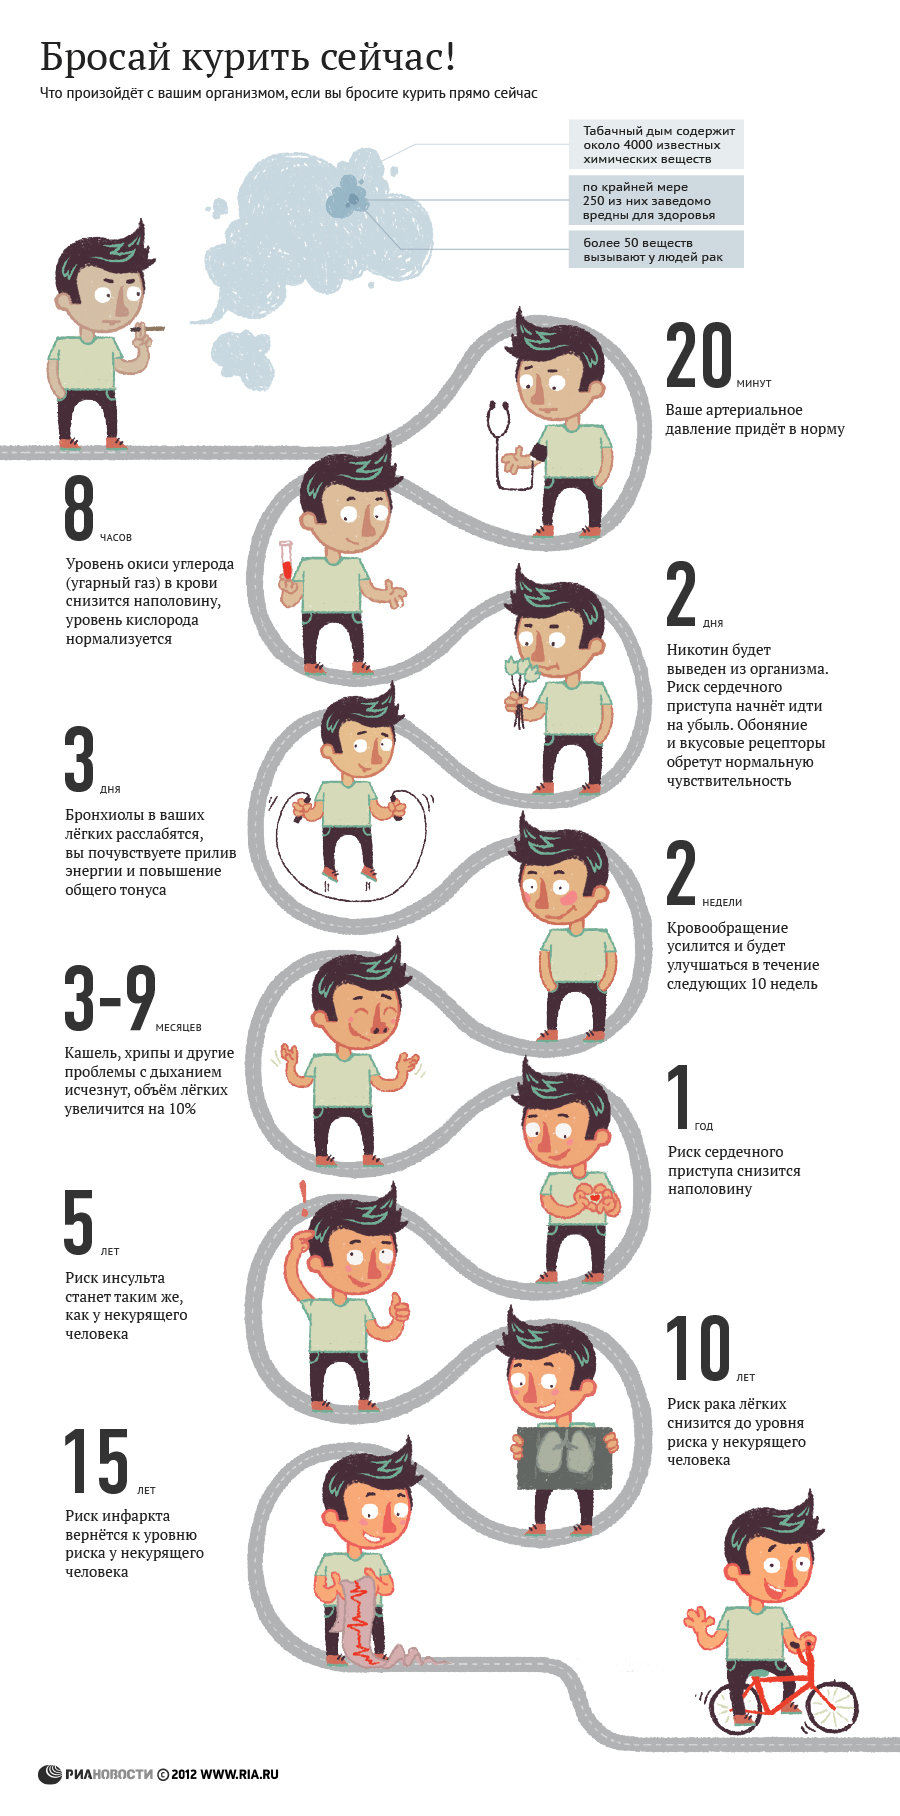 Бросай курить сейчас!
Что произойдёт с вашим организмом, если вы бросите курить прямо сейчас
Табачный дым содержит
около 4000 известных
химических веществ
по крайней мере
250 из них заведомо
вредны для здоровья
более 50 веществ
вызывают у людей рак
20 минут
Ваше артериальное
давление придёт в норму
8 часов
Уровень окиси углерода
(угарный газ) в крови
снизится наполовину,
уровень кислорода
нормализуется
2 дня
Никотин будет
выведен из организма.
Риск сердечного
приступа начнёт идти
на убыль. Обоняние
и вкусовые рецепторы
обретут нормальную
чувствительность
3 дня
Бронхиолы в ваших
лёгких расслабятся,
вы почувствуете прилив
энергии и повышение
общего тонуса
2 недели
Кровообращение
усилится и будет
улучшаться в течение
следующих 10 недель
3-9 месяцев
Кашель, хрипы и другие
проблемы с дыханием
исчезнут, объём лёгких
увеличится на 10%
1 год
Риск сердечного
приступа снизится
наполовину
5 лет
Риск инсульта
станет таким же,
как у некурящего
человека
10 лет
Риск рака лёгких
снизится до уровня
риска у некурящего
человека
15 лет
Риск инфаркта
вернётся к уровню
риска у некурящего
человека
РИАНОВОСТИ © 2012 WWW.RIA.RU